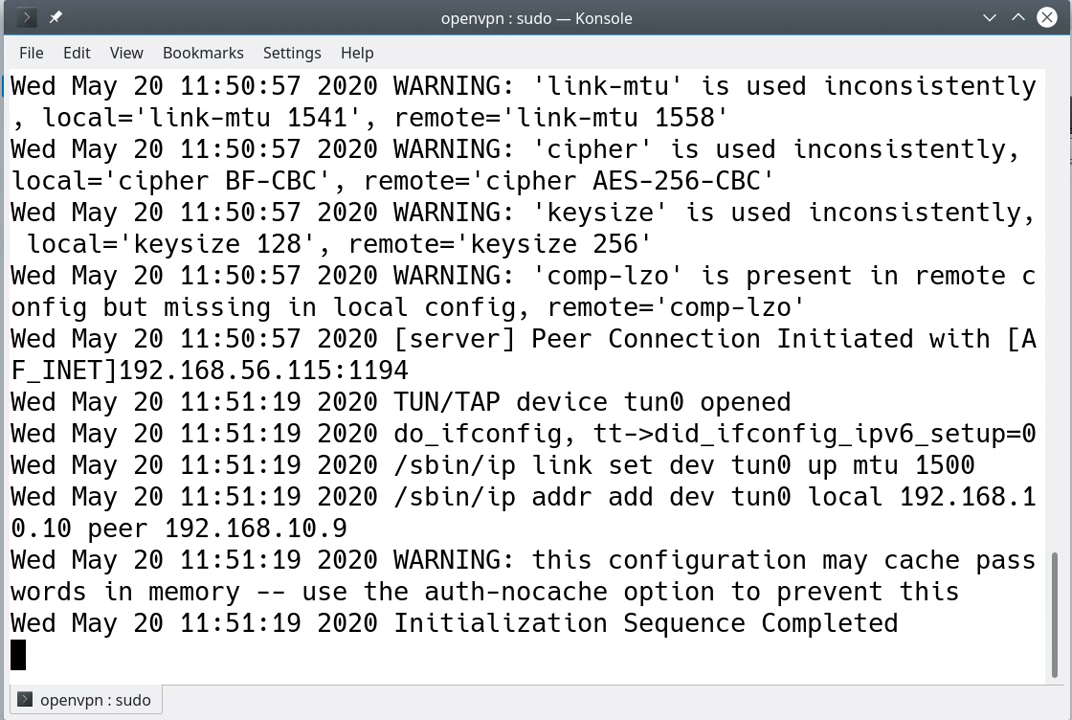 openvpn : sudo — Konsole
File Edit View Bookmarks Settings Help
Wed May 20 11:50:57 2020 WARNING: 'link-mtu' is used inconsistently
, local='link-mtu 1541', remote='link-mtu 1558'
Wed May 20 11:50:57 2020 WARNING: 'cipher' is used inconsistently,
local='cipher BF-CBC', remote='cipher AES-256-CBC'
Wed May 20 11:50:57 2020 WARNING: 'keysize' is used inconsistently,
 local='keysize 128', remote='keysize 256'
Wed May 20 11:50:57 2020 WARNING: 'comp-lzo' is present in remote c
onfig but missing in local config, remote='comp-lzo'
Wed May 20 11:50:57 2020 [server] Peer Connection Initiated with [A
F_INET]192.168.56.115:1194
Wed May 20 11:51:19 2020 TUN/TAP device tun0 opened
Wed May 20 11:51:19 2020 do_ifconfig, tt->did_ifconfig_ipv6_setup=0
Wed May 20 11:51:19 2020 /sbin/ip link set dev tun0 up mtu 1500
Wed May 20 11:51:19 2020 /sbin/ip addr add dev tun0 local 192.168.1
0.10 peer 192.168.10.9
Wed May 20 11:51:19 2020 WARNING: this configuration may cache pass
words in memory -- use the auth-nocache option to prevent this
Wed May 20 11:51:19 2020 Initialization Sequence Completed
openvpn : sudo